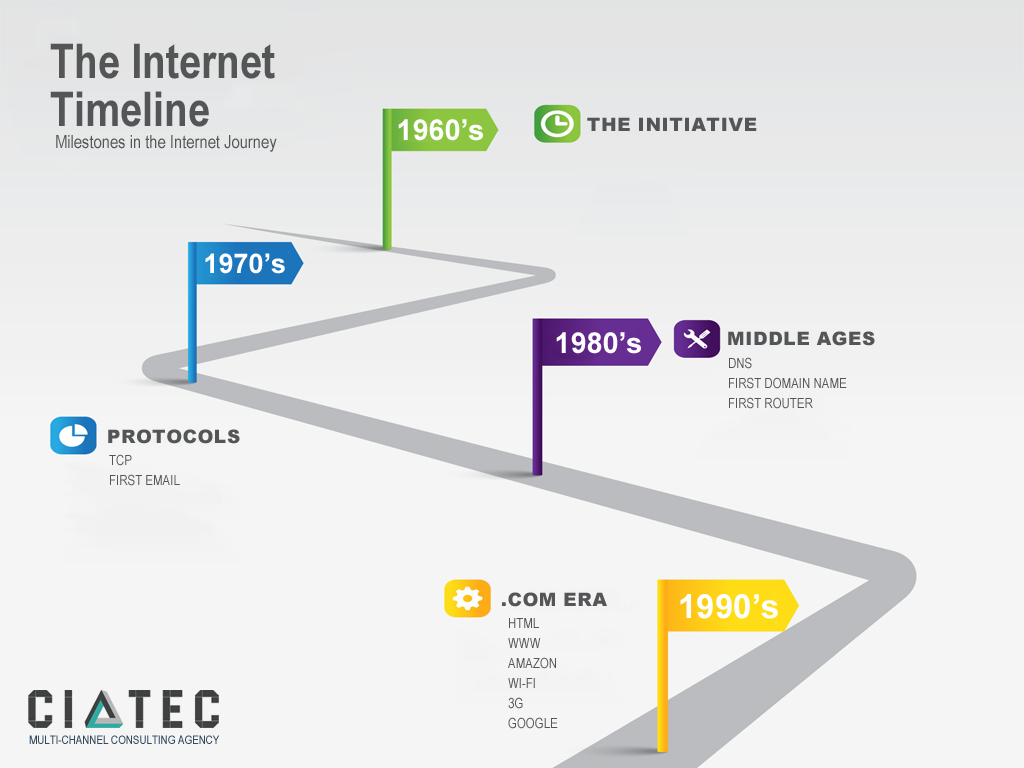 The Internet
Timeline
Milestones in the Internet Journey
1960's
THE INITIATIVE
1970's
PROTOCOLS
TCP
FIRST EMAIL
1980's
MIDDLE AGES
DNS
FIRST DOMAIN NAME
FIRST ROUTER
1990's
.COM ERA
HTML
WWW
AMAZON
WI-FI
3G
GOOGLE
CIATEC
MULTI-CHANNEL CONSULTING AGENCY